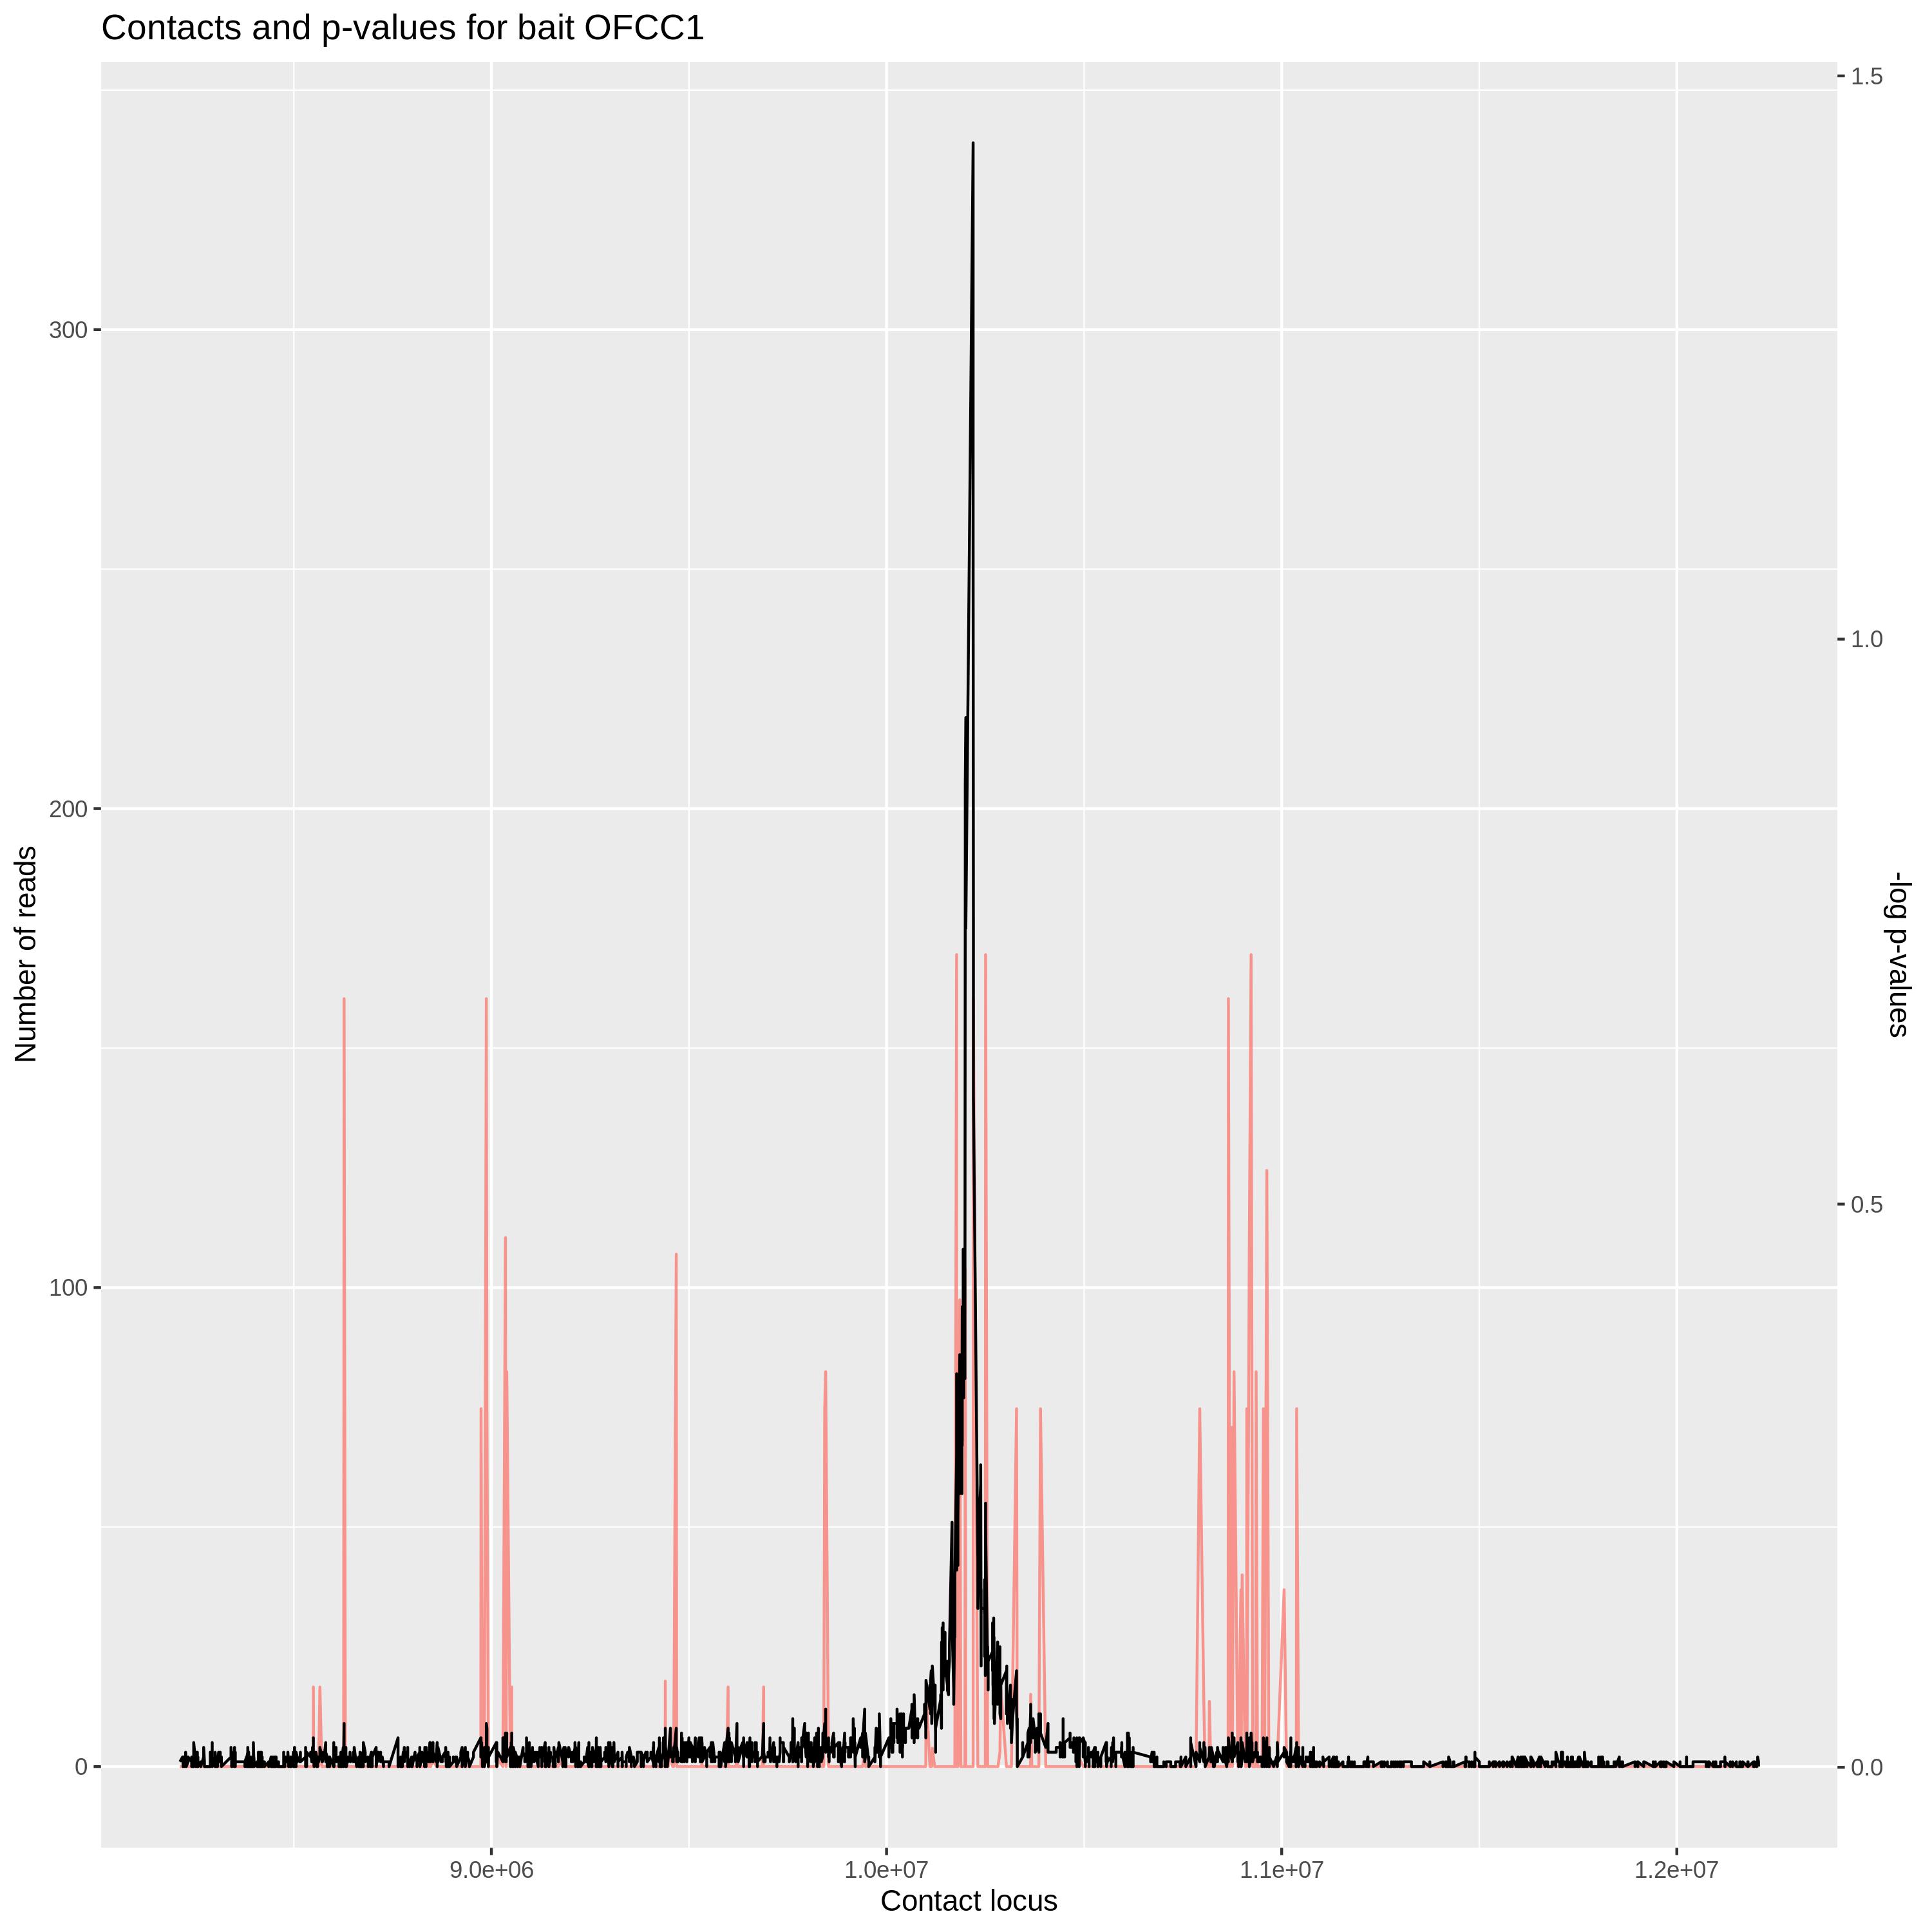 Contacts and p-values for bait OFCC1
1.5
300
1.0
200
Number of reads
-log p-values
0.5
100
0
0.0
9.0e+06
1.0e+07
1.1e+07
1.2e+07
Contact locus